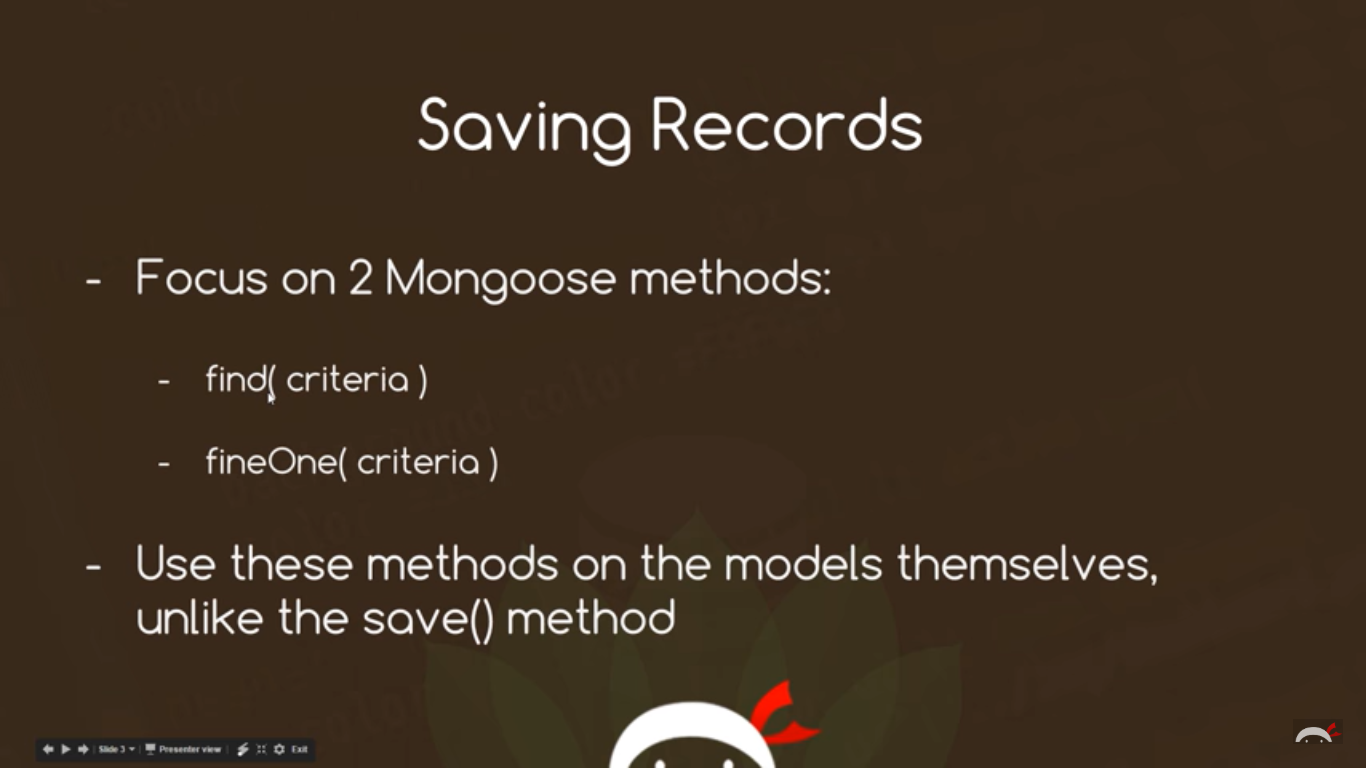 Saving Records
- Focus on 2 Mongoose methods:
- find( criteria )
- fineOne( criteria )
- Use these methods on the models themselves,
unlike the save() method
Slide 3 Presenter view Exit